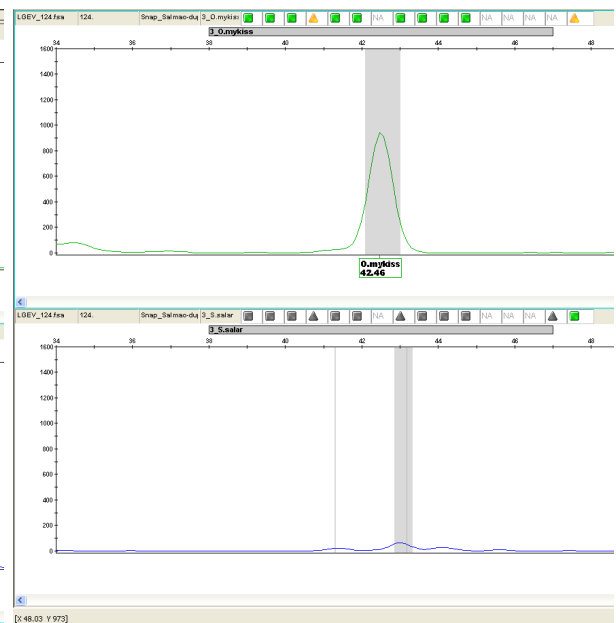 LGEV_124.fsa 124. Snap_Salmao-duj 3_O.mykiss NA NA NA NA NA
3_O.mykiss
34 36 38 40 42 44 46 48
1600
1400
1200
1000
800
600
400
200
0
O.mykiss
42.46
LGEV_124.fsa 124. Snap_Salmao-duj 3_S.salar NA NA NA NA
3_S.salar
34 36 38 40 42 44 46 48
1600
1400
1200
1000
800
600
400
200
0
[X 48.03 Y 973]